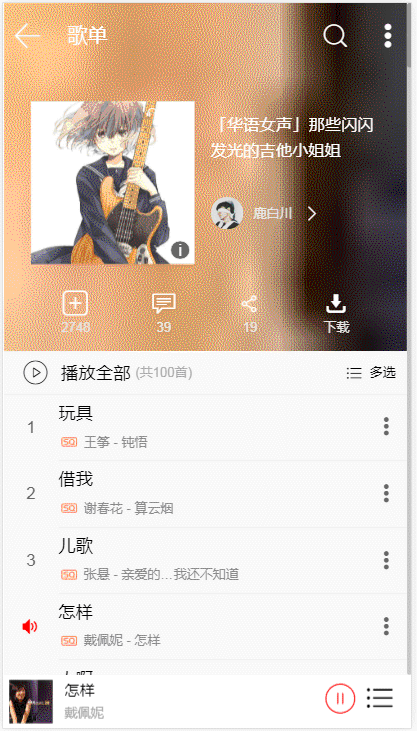 歌单
「华语女声」那些闪闪
发光的吉他小姐姐
鹿白川
2748
39
19
下载
播放全部 (共100首)
多选
1
玩具
SQ 王筝 - 钝悟
2
借我
SQ 谢春花 - 算云烟
3
儿歌
SQ 张悬 - 亲爱的...我还不知道
怎样
SQ 戴佩妮 - 怎样
怎样
戴佩妮